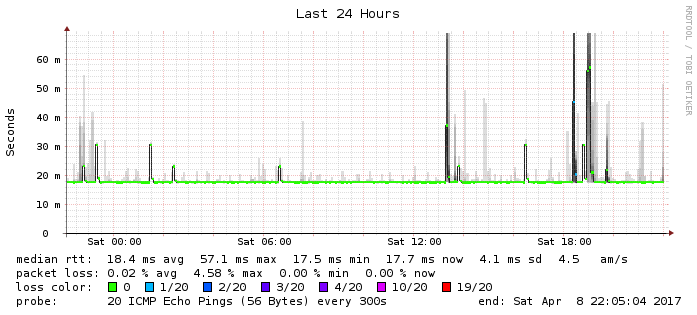 Last 24 Hours
RRDTOOL / TOBI OETIKER
Seconds
60 m
50 m
40 m
30 m
20 m
10 m
0
Sat 00:00 Sat 06:00 Sat 12:00 Sat 18:00
median rtt: 18.4 ms avg 57.1 ms max 17.5 ms min 17.7 ms now 4.1 ms sd 4.5 am/s
packet loss: 0.02 % avg 4.58 % max 0.00 % min 0.00 % now
loss color: 0 1/20 2/20 3/20 4/20 10/20 19/20
probe: 20 ICMP Echo Pings (56 Bytes) every 300s end: Sat Apr 8 22:05:04 2017